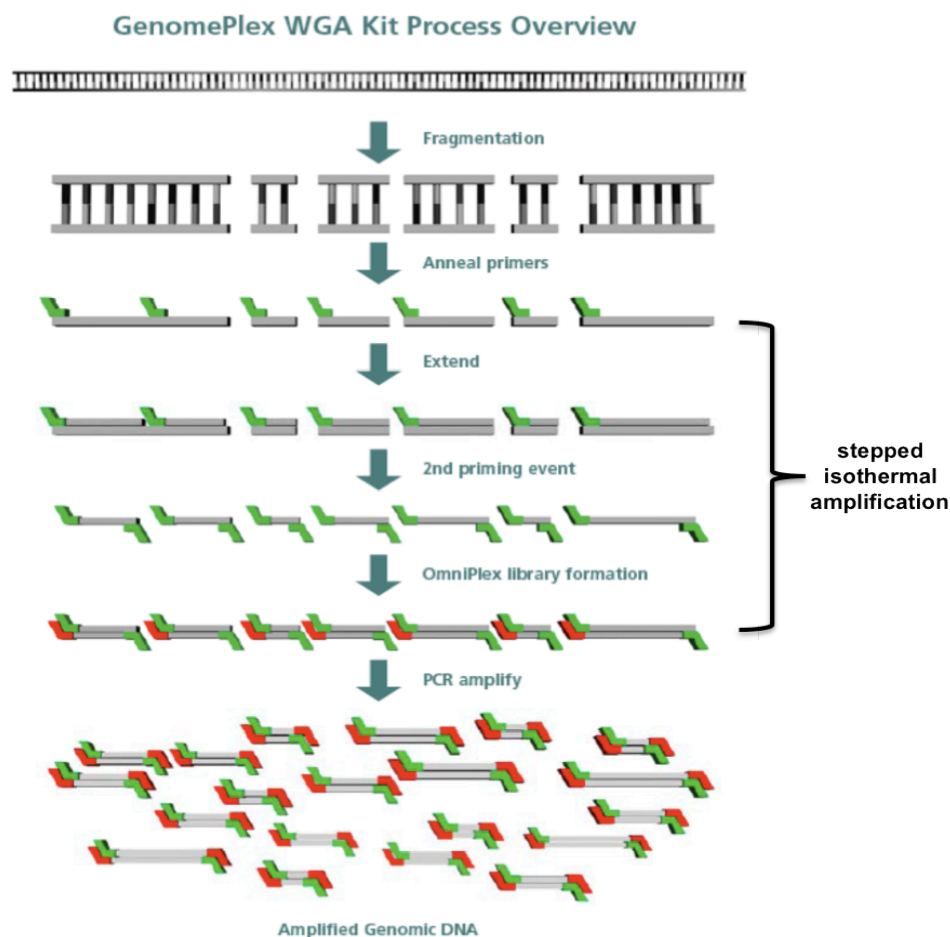 GenomePlex WGA Kit Process Overview
Fragmentation
Anneal primers
Extend
2nd priming event
OmniPlex library formation
PCR amplify
stepped
isothermal
amplification
Amplified Genomic DNA